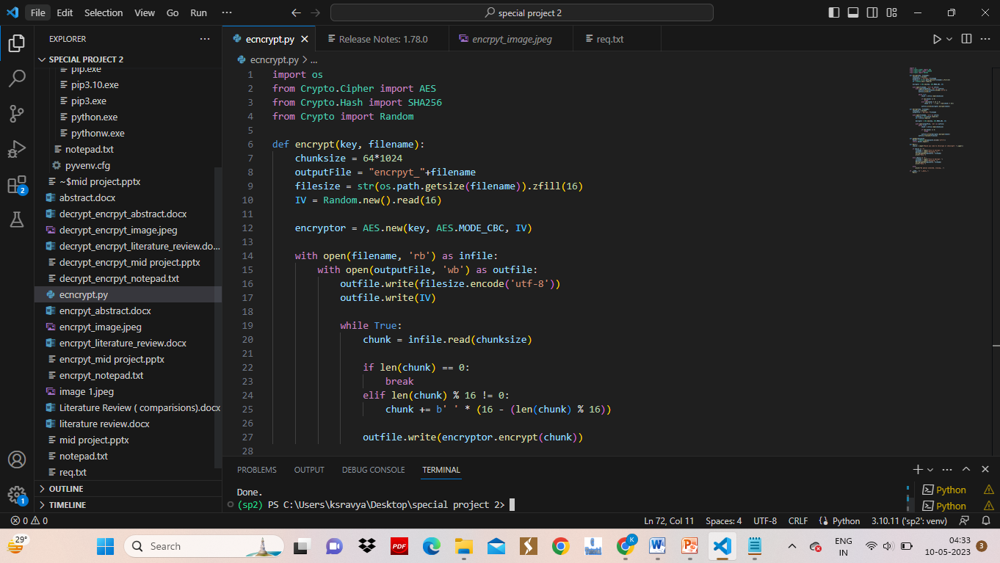 File Edit Selection View Go Run ··· special project 2
EXPLORER ···
SPECIAL PROJECT 2
pip.exe
pip3.10.exe
pip3.exe
python.exe
pythonw.exe
notepad.txt
pyvenv.cfg
~$mid project.pptx
abstract.docx
decrypt_encrpyt_abstract.docx
decrypt_encrpyt_image.jpeg
decrypt_encrpyt_literature_review.do...
decrypt_encrpyt_mid project.pptx
decrypt_encrpyt_notepad.txt
ecncrypt.py
encrpyt_abstract.docx
encrpyt_image.jpeg
encrpyt_literature_review.docx
encrpyt_mid project.pptx
encrpyt_notepad.txt
image 1.jpeg
Literature Review ( comparisions).docx
literature review.docx
mid project.pptx
notepad.txt
req.txt
OUTLINE
TIMELINE
2
1
ecncrypt.py Release Notes: 1.78.0 encrpyt_image.jpeg req.txt
ecncrypt.py > ...
1 import os
2 from Crypto.Cipher import AES
3 from Crypto.Hash import SHA256
4 from Crypto import Random
5
6 def encrypt(key, filename):
7 chunksize = 64*1024
8 outputFile = "encrpyt_"+filename
9 filesize = str(os.path.getsize(filename)).zfill(16)
10 IV = Random.new().read(16)
11
12 encryptor = AES.new(key, AES.MODE_CBC, IV)
13
14 with open(filename, 'rb') as infile:
15 with open(outputFile, 'wb') as outfile:
16 outfile.write(filesize.encode('utf-8'))
17 outfile.write(IV)
18
19 while True:
20 chunk = infile.read(chunksize)
21
22 if len(chunk) == 0:
23 break
24 elif len(chunk) % 16 != 0:
25 chunk += b' ' * (16 - (len(chunk) % 16))
26
27 outfile.write(encryptor.encrypt(chunk))
28
PROBLEMS OUTPUT DEBUG CONSOLE TERMINAL
Done.
(sp2) PS C:\Users\ksravya\Desktop\special project 2>
Python
Python
0 0 Ln 72, Col 11 Spaces: 4 UTF-8 CRLF Python 3.10.11 ('sp2': venv)
29° Search PDF K W P ENG 04:33
IN 10-05-2023 3